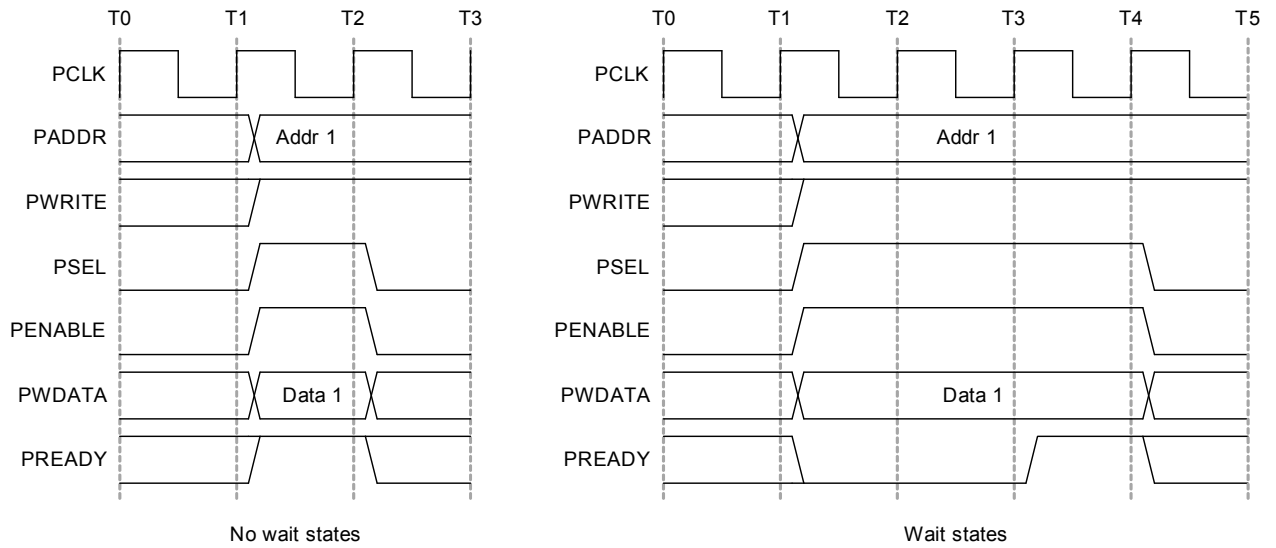 T0 T1 T2 T3
PCLK
PADDR Addr 1
PWRITE
PSEL
PENABLE
PWDATA Data 1
PREADY
No wait states
T0 T1 T2 T3 T4 T5
PCLK
PADDR Addr 1
PWRITE
PSEL
PENABLE
PWDATA Data 1
PREADY
Wait states